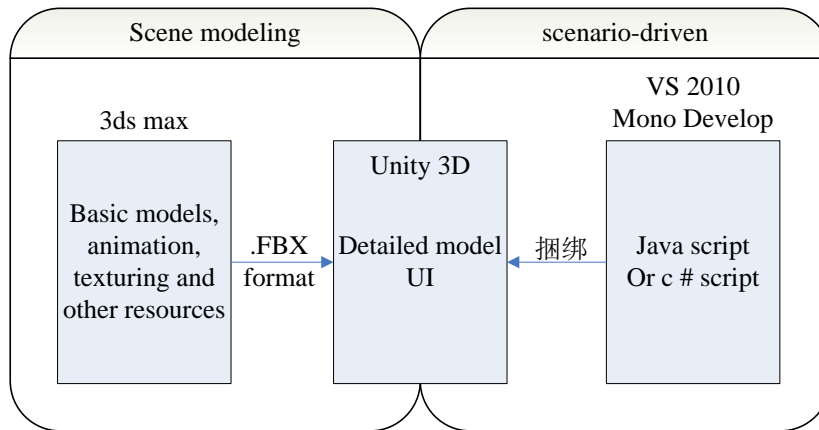 Scene modeling
scenario-driven
3ds max
Basic models,
animation,
texturing and
other resources
.FBX
format
Unity 3D
Detailed model
UI
捆绑
VS 2010
Mono Develop
Java script
Or c # script